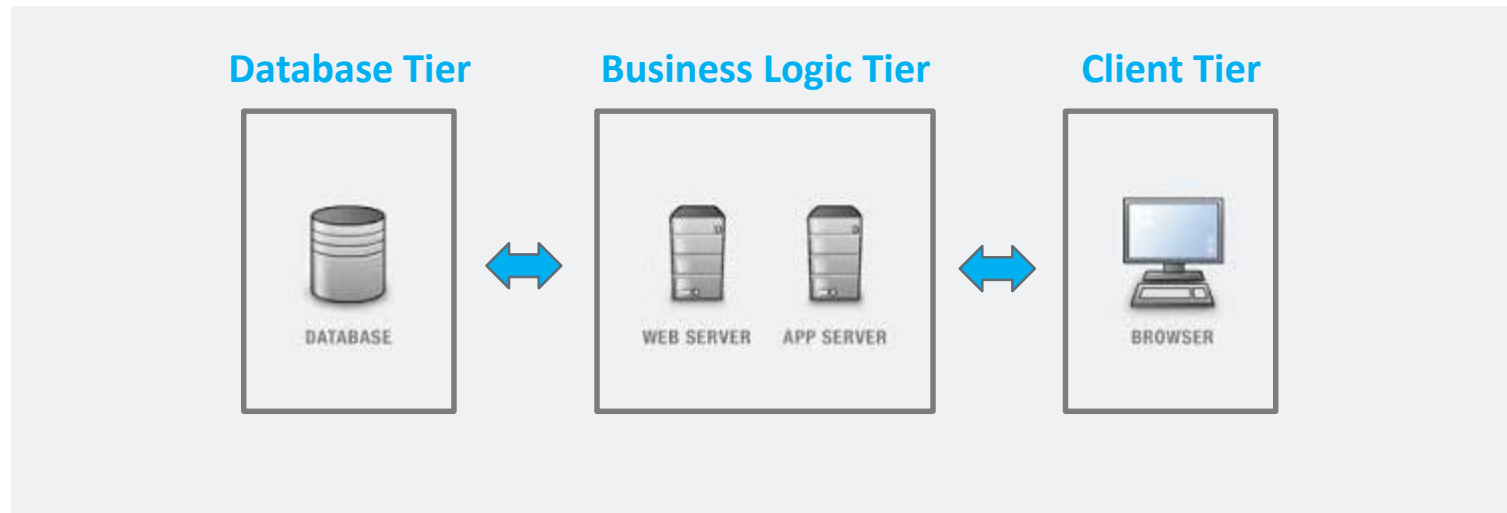 Database Tier
Business Logic Tier
Client Tier
DATABASE
WEB SERVER
APP SERVER
BROWSER